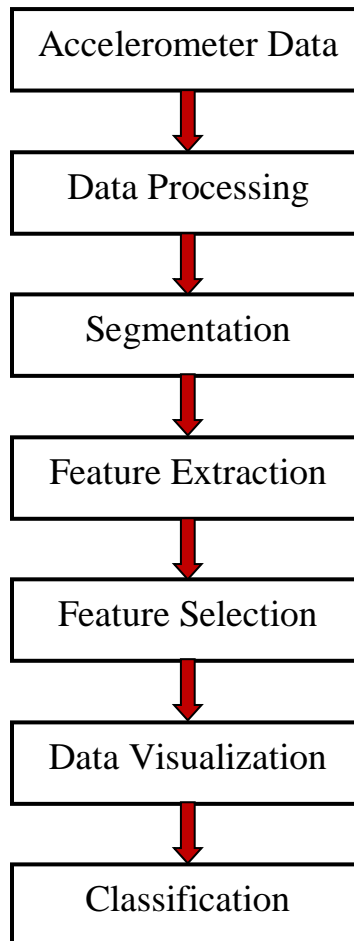 Accelerometer Data
Data Processing
Segmentation
Feature Extraction
Feature Selection
Data Visualization
Classification